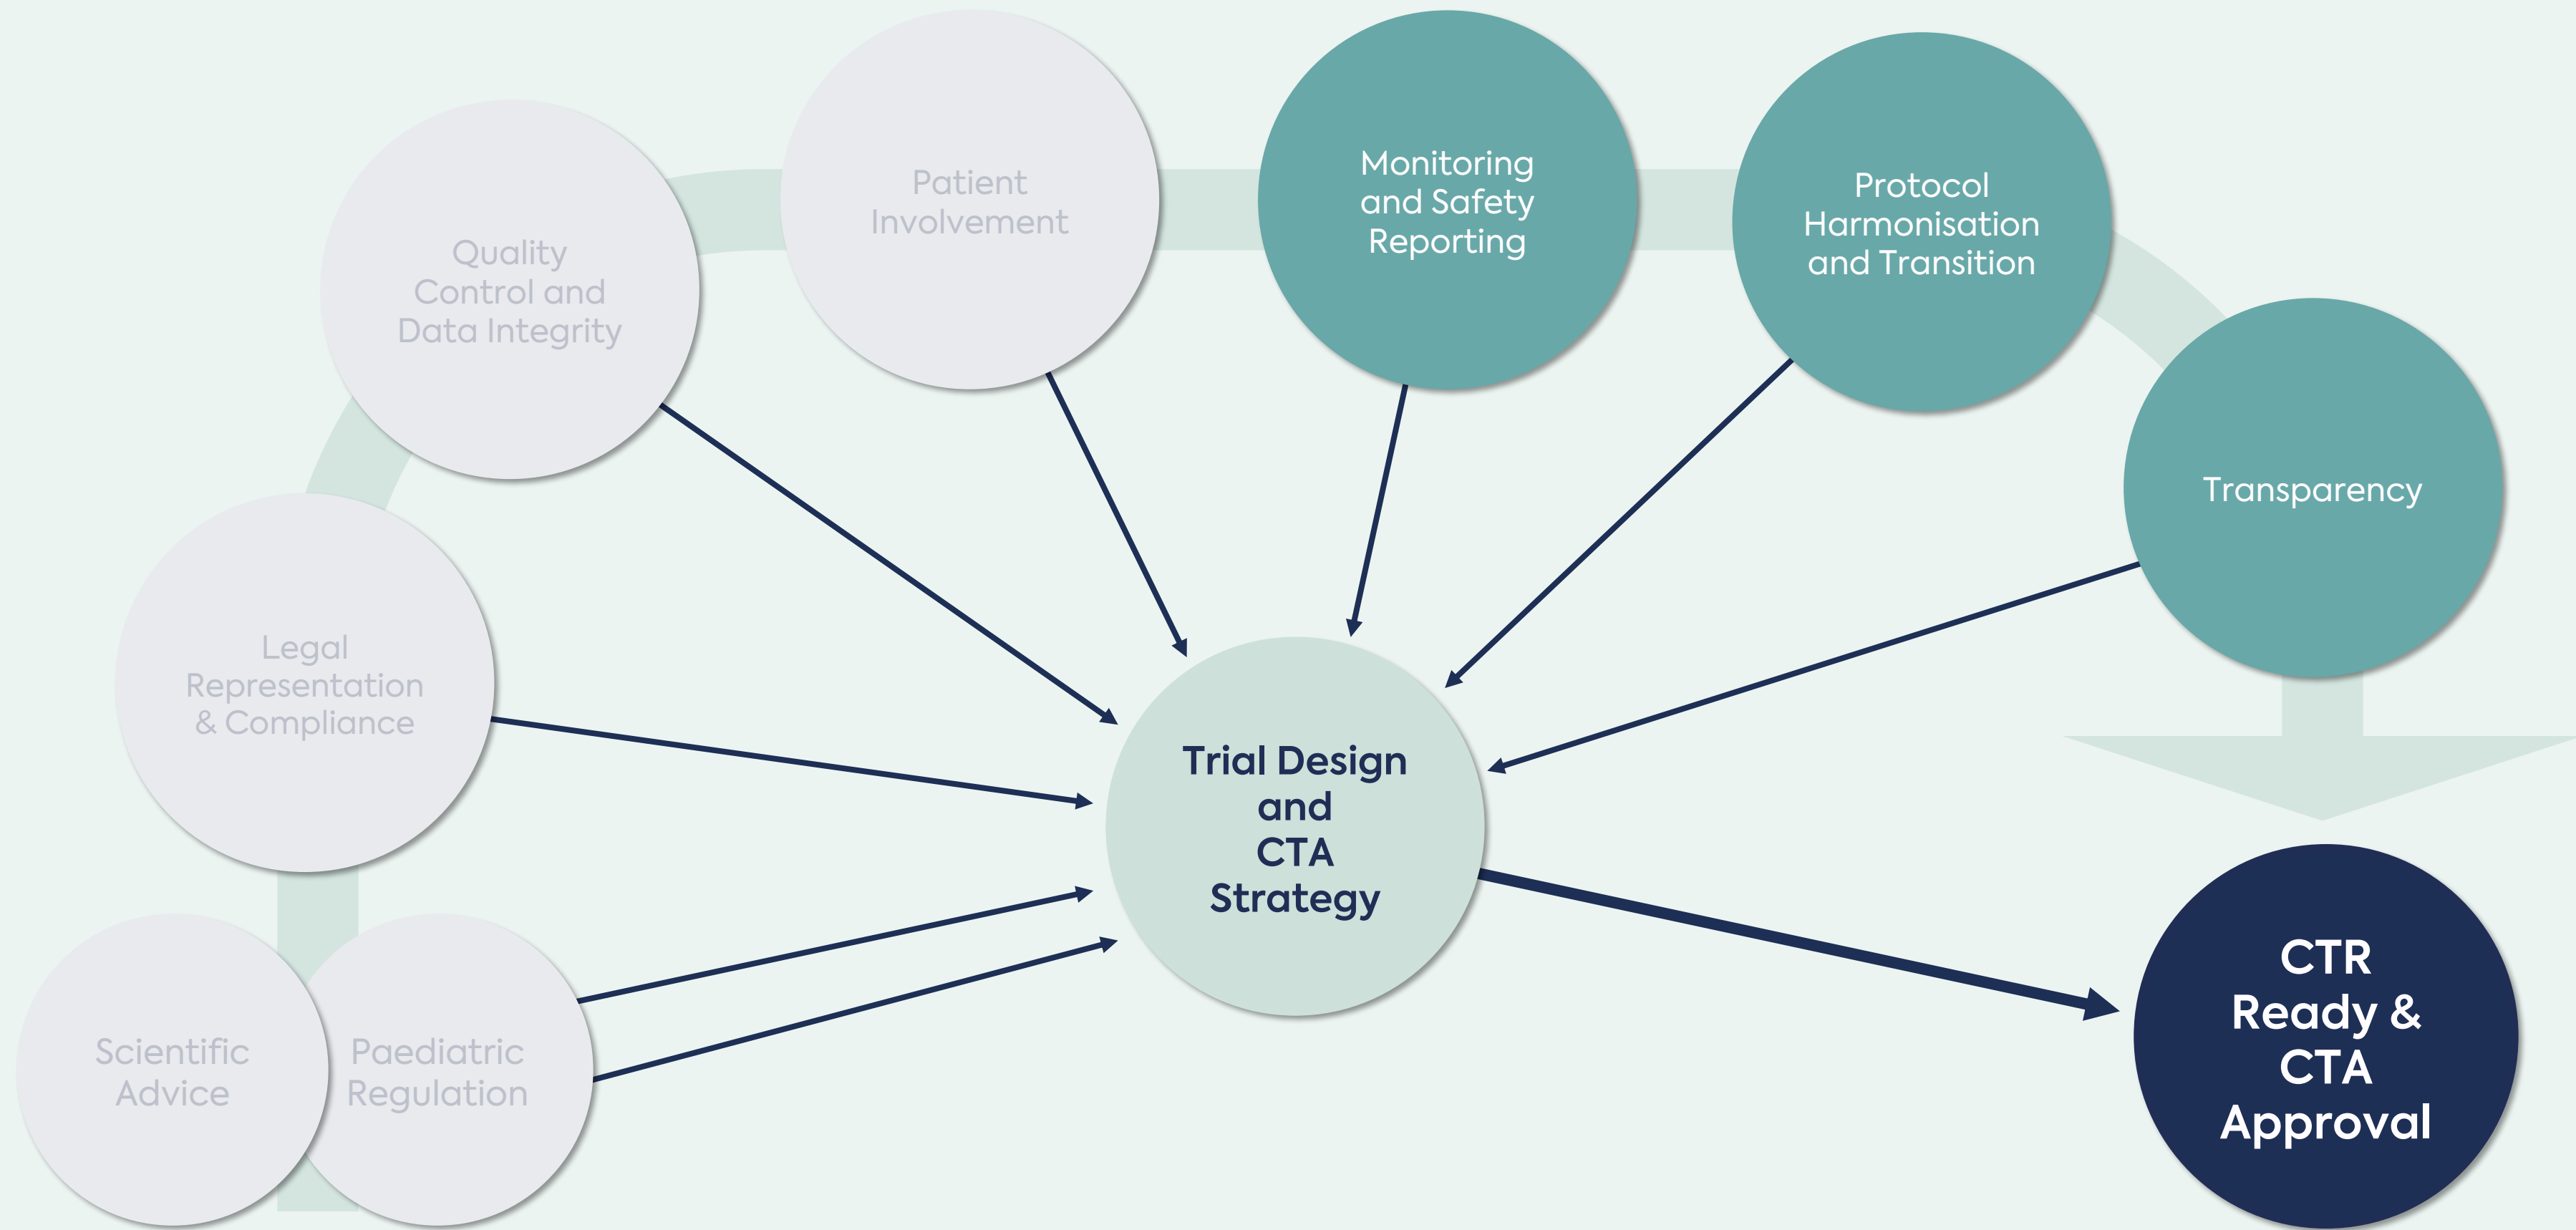 Patient
Involvement
Monitoring
and Safety
Reporting
Protocol
Harmonisation
and Transition
Quality
Control and
Data Integrity
Transparency
Legal
Representation
& Compliance
Trial Design
and
CTA
Strategy
Scientific
Advice
Paediatric
Regulation
CTR
Ready &
CTA
Approval